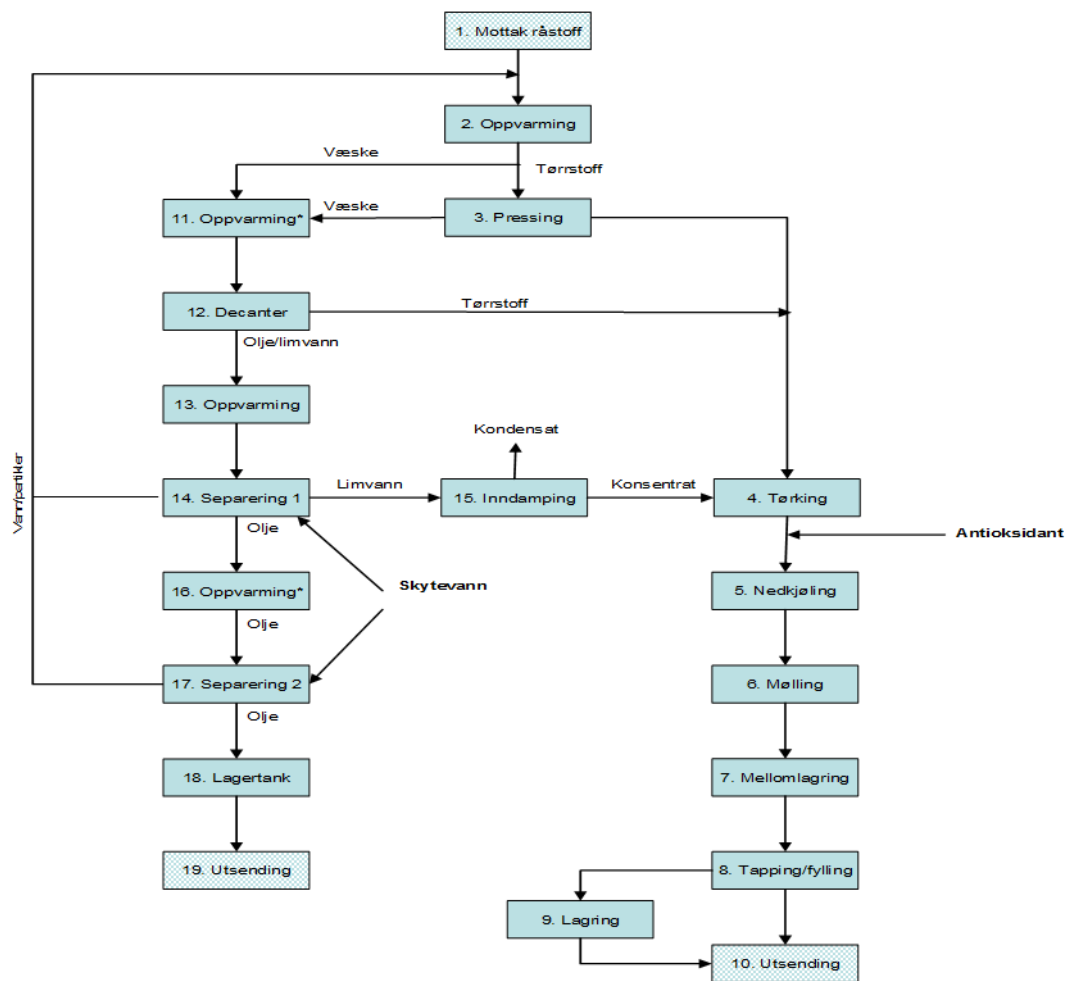 1. Mottak råstoff
2. Oppvarming
Væske
Tørrstoff
11. Oppvarming*
Væske
3. Pressing
12. Decanter
Tørrstoff
Olje/limvann
13. Oppvarming
Kondensat
Vann/partikler
14. Separering 1
Limvann
15. Inndamping
Konsentrat
4. Tørking
Olje
Antioksidant
16. Oppvarming*
Skytevann
5. Nedkjøling
Olje
17. Separering 2
6. Mølling
Olje
18. Lagertank
7. Mellomlagring
19. Utsending
8. Tapping/fylling
9. Lagring
10. Utsending